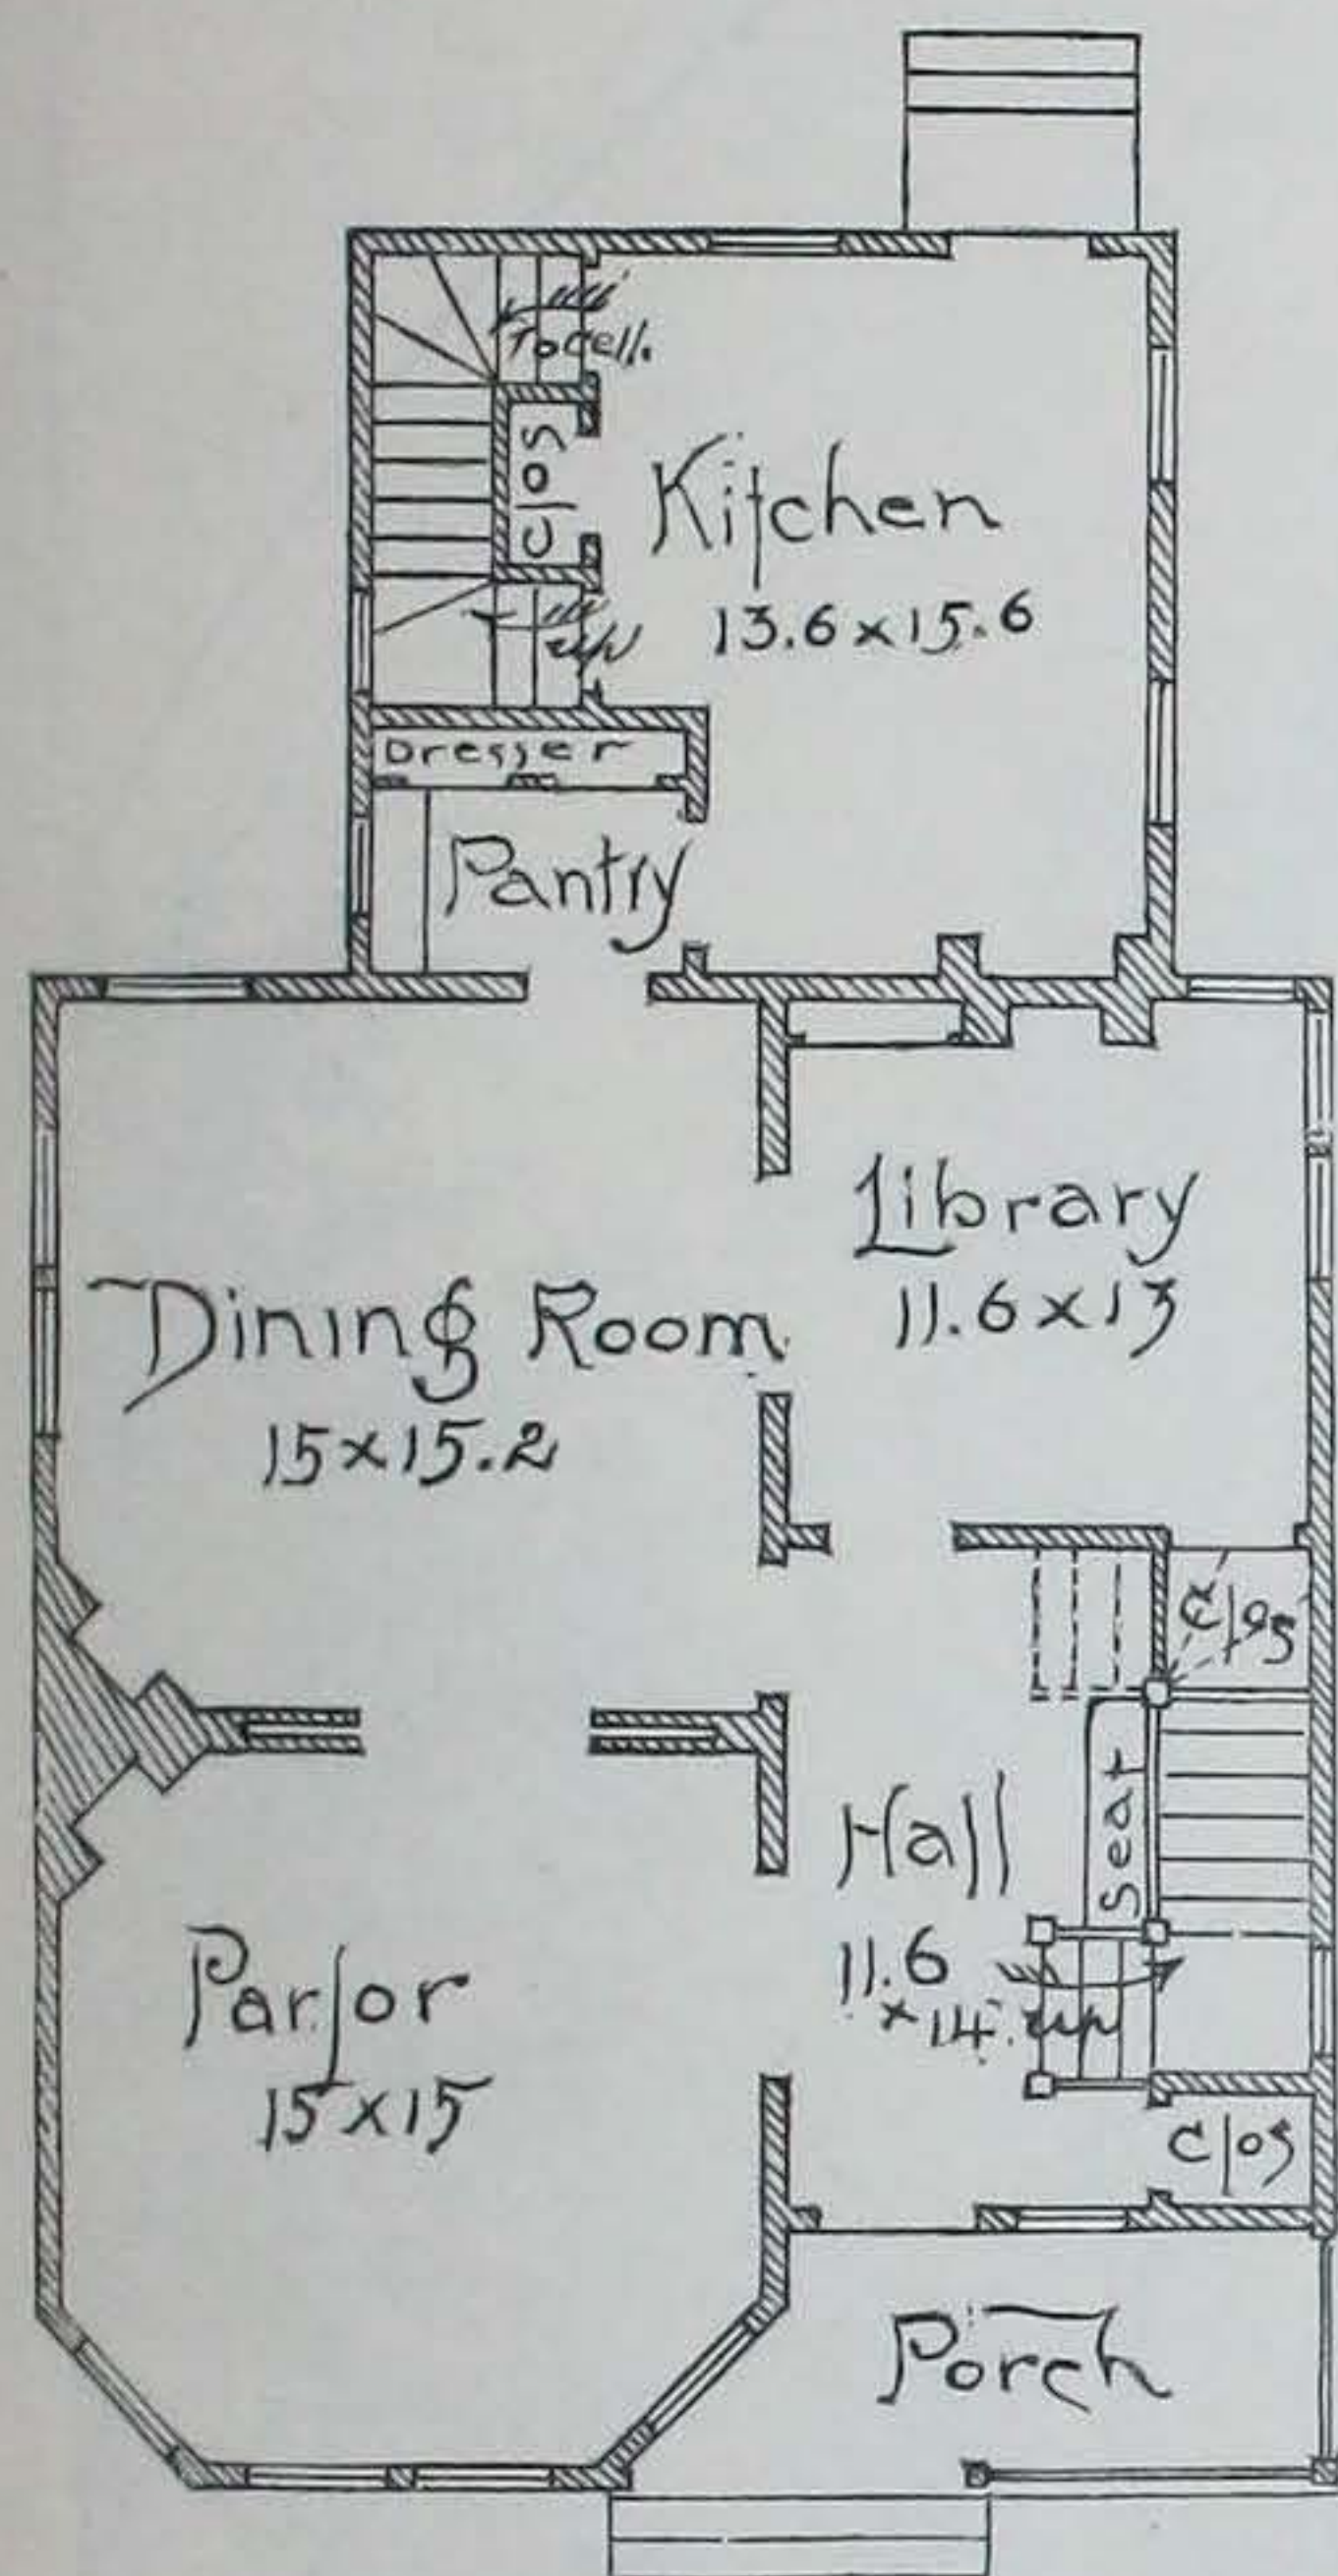 To cell.
Clos
Kitchen
13.6 x 15.6
up
Dresser
Pantry
Library
11.6 x 13
Dining Room
15 x 15.2
Clos
Seat
Hall
11.6
x 14.
up
Parlor
15 x 15
Clos
Porch